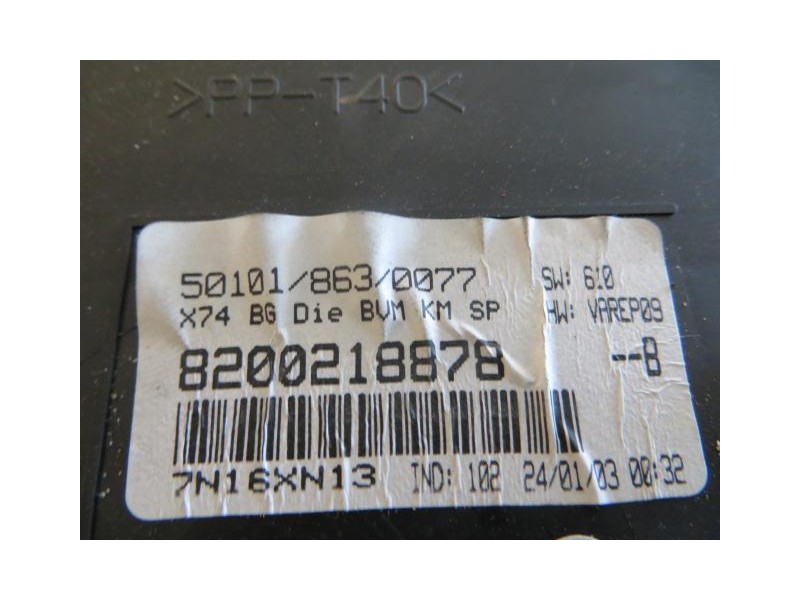 >PP-T40<
50101/863/0077 SW: 610
X74 BG Die BVM KM SP HW: VAREP09
8200218878 --B
7N16XN13 IND: 102 24/01/03 00:32